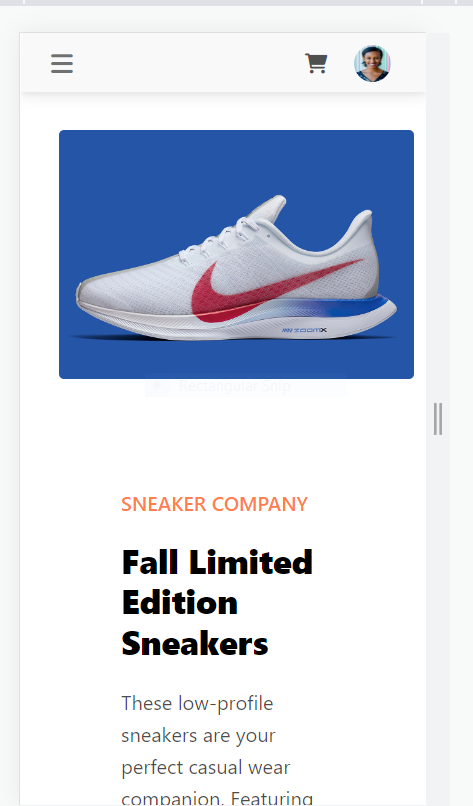 ZOOMX
Rectangular Snip
SNEAKER COMPANY
Fall Limited
Edition
Sneakers
These low-profile
sneakers are your
perfect casual wear
companion. Featuring